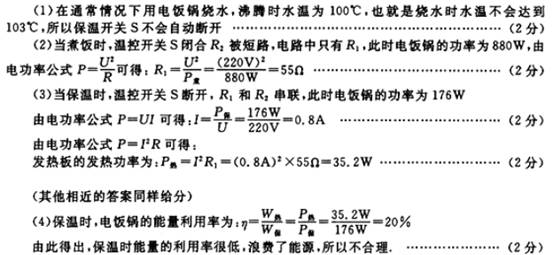 (1)在通常情况下用电饭锅烧水,沸腾时水温为100℃,也就是烧水时水温不会达到
103℃,所以保温开关S不会自动断开 ……………………………………………………(2分)
(2)当煮饭时,温控开关S闭合R₂被短路,电路中只有R₁,此时电饭锅的功率为880W,由
电功率公式 P=U²/R可得:R₁=U²/P煮=(220V)²/880W=55Ω ………………………………………………(2分)
(3)当保温时,温控开关S断开,R₁和R₂串联,此时电饭锅的功率为176W
由电功率公式P=UI可得:I=P保/U=176W/220V=0.8A ……………………………………(2分)
由电功率公式P=I²R可得:
发热板的发热功率为:P热=I²R₁=(0.8A)²×55Ω=35.2W ……………………………(2分)
(其他相近的答案同样给分)
(4)保温时,电饭锅的能量利用率为:η=W热/W保=P热/P保=35.2W/176W=20%
由此得出,保温时能量的利用率很低,浪费了能源,所以不合理. ……………………(2分)